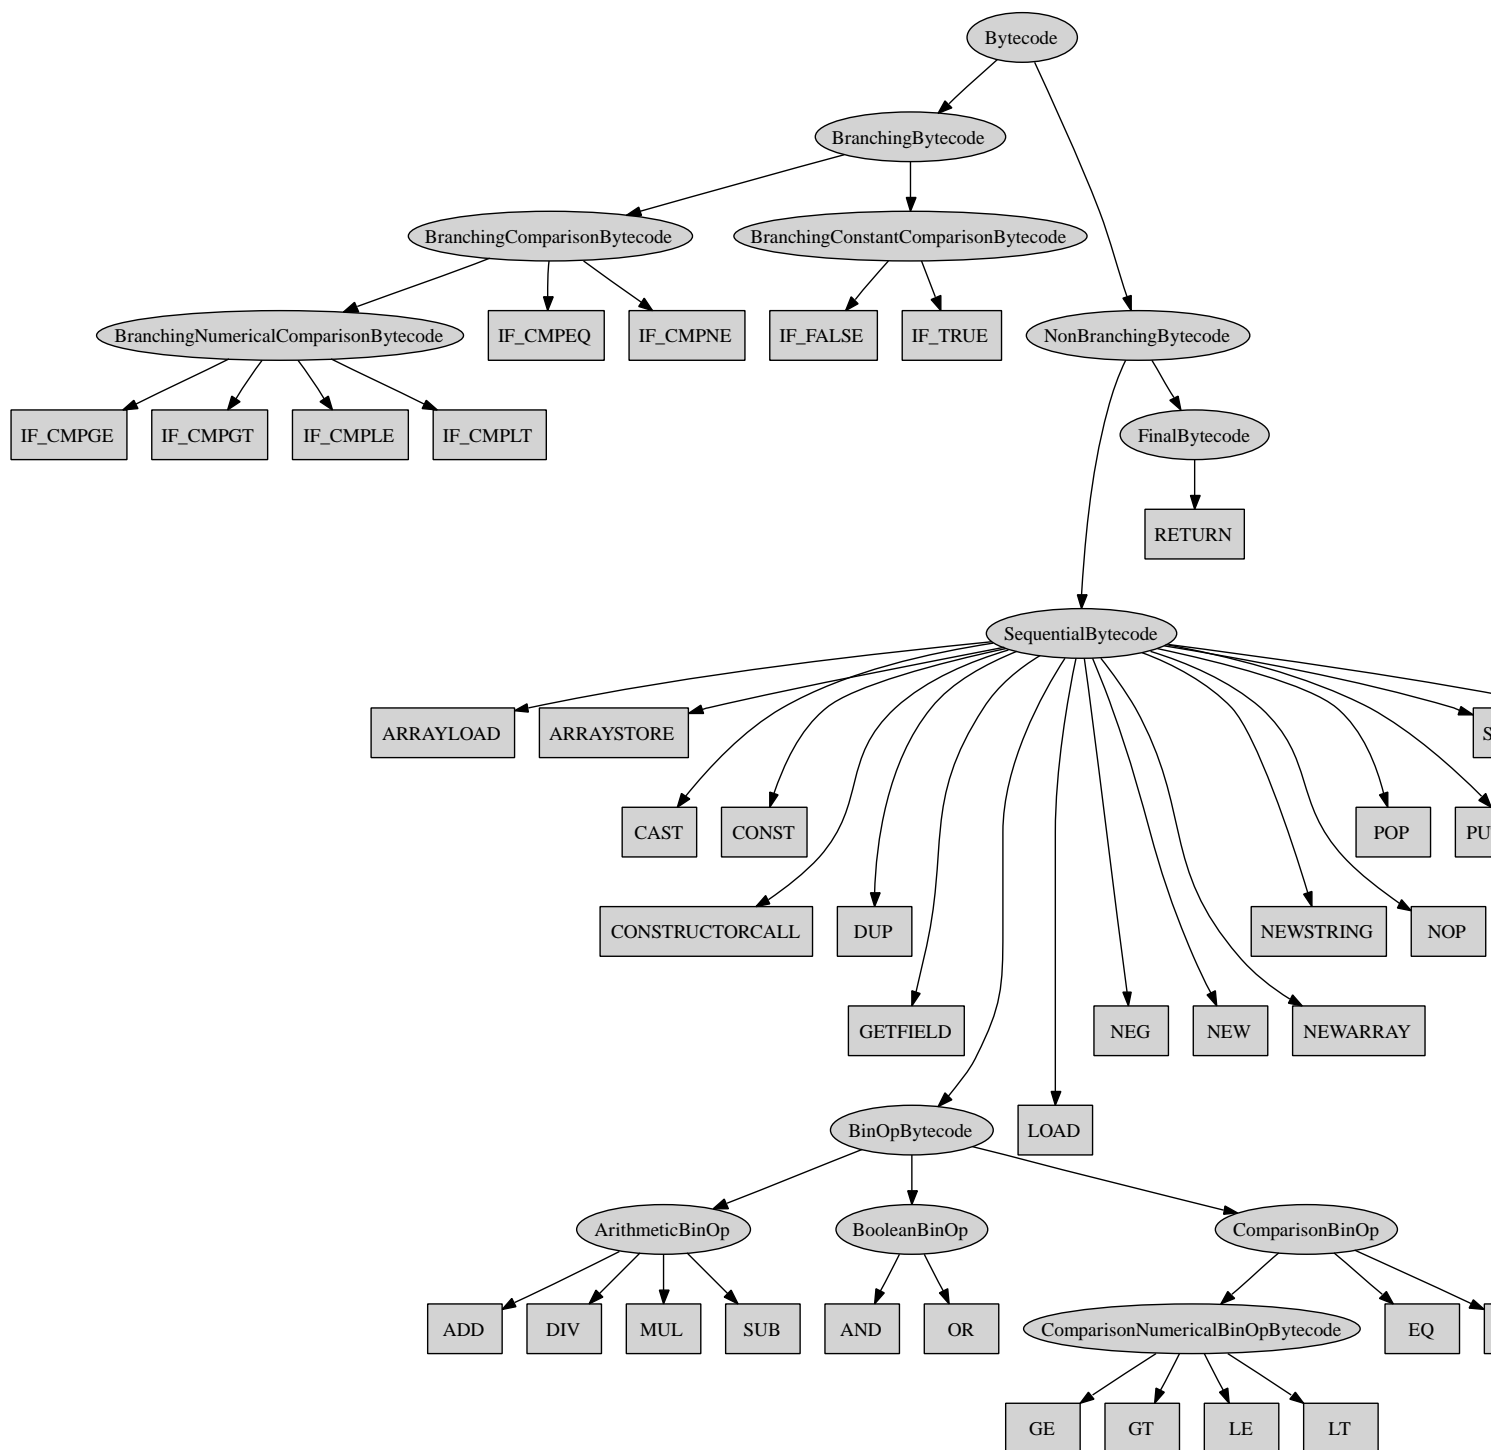 Bytecode
BranchingBytecode
BranchingComparisonBytecode
BranchingConstantComparisonBytecode
BranchingNumericalComparisonBytecode
IF_CMPEQ
IF_CMPNE
IF_FALSE
IF_TRUE
NonBranchingBytecode
IF_CMPGE
IF_CMPGT
IF_CMPLE
IF_CMPLT
FinalBytecode
RETURN
SequentialBytecode
ARRAYLOAD
ARRAYSTORE
CAST
CONST
POP
CONSTRUCTORCALL
DUP
NEWSTRING
NOP
GETFIELD
NEG
NEW
NEWARRAY
BinOpBytecode
LOAD
ArithmeticBinOp
BooleanBinOp
ComparisonBinOp
ADD
DIV
MUL
SUB
AND
OR
ComparisonNumericalBinOpBytecode
EQ
GE
GT
LE
LT